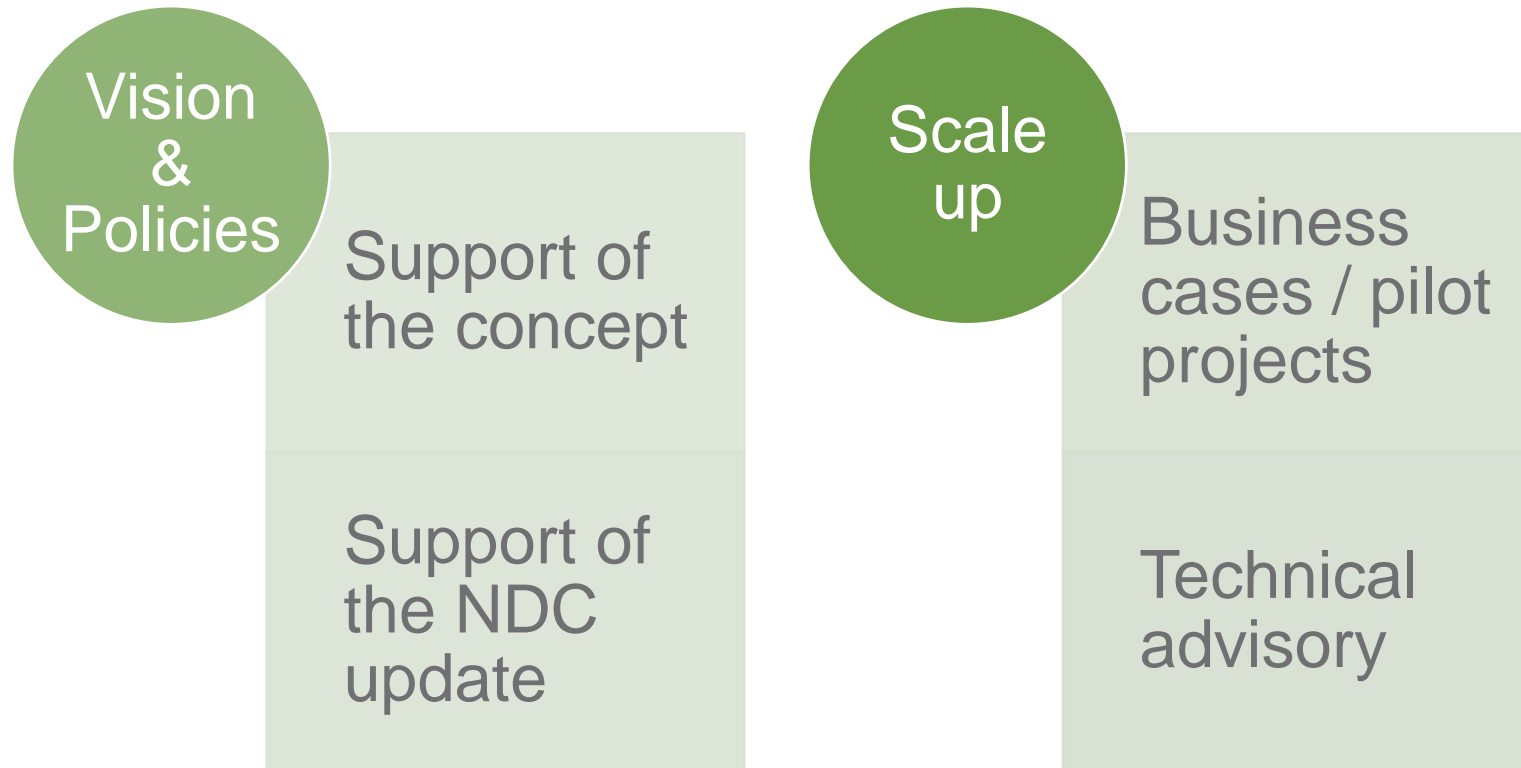 Vision
&
Policies
Support of
the concept
Support of
the NDC
update
Scale
up
Business
cases / pilot
projects
Technical
advisory